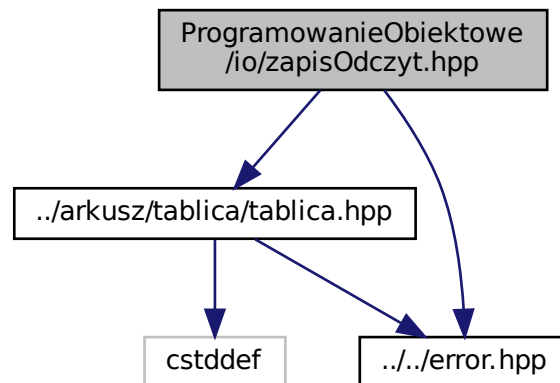 ProgramowanieObiektowe
/io/zapisOdczyt.hpp
../arkusz/tablica/tablica.hpp
cstddef
../../error.hpp